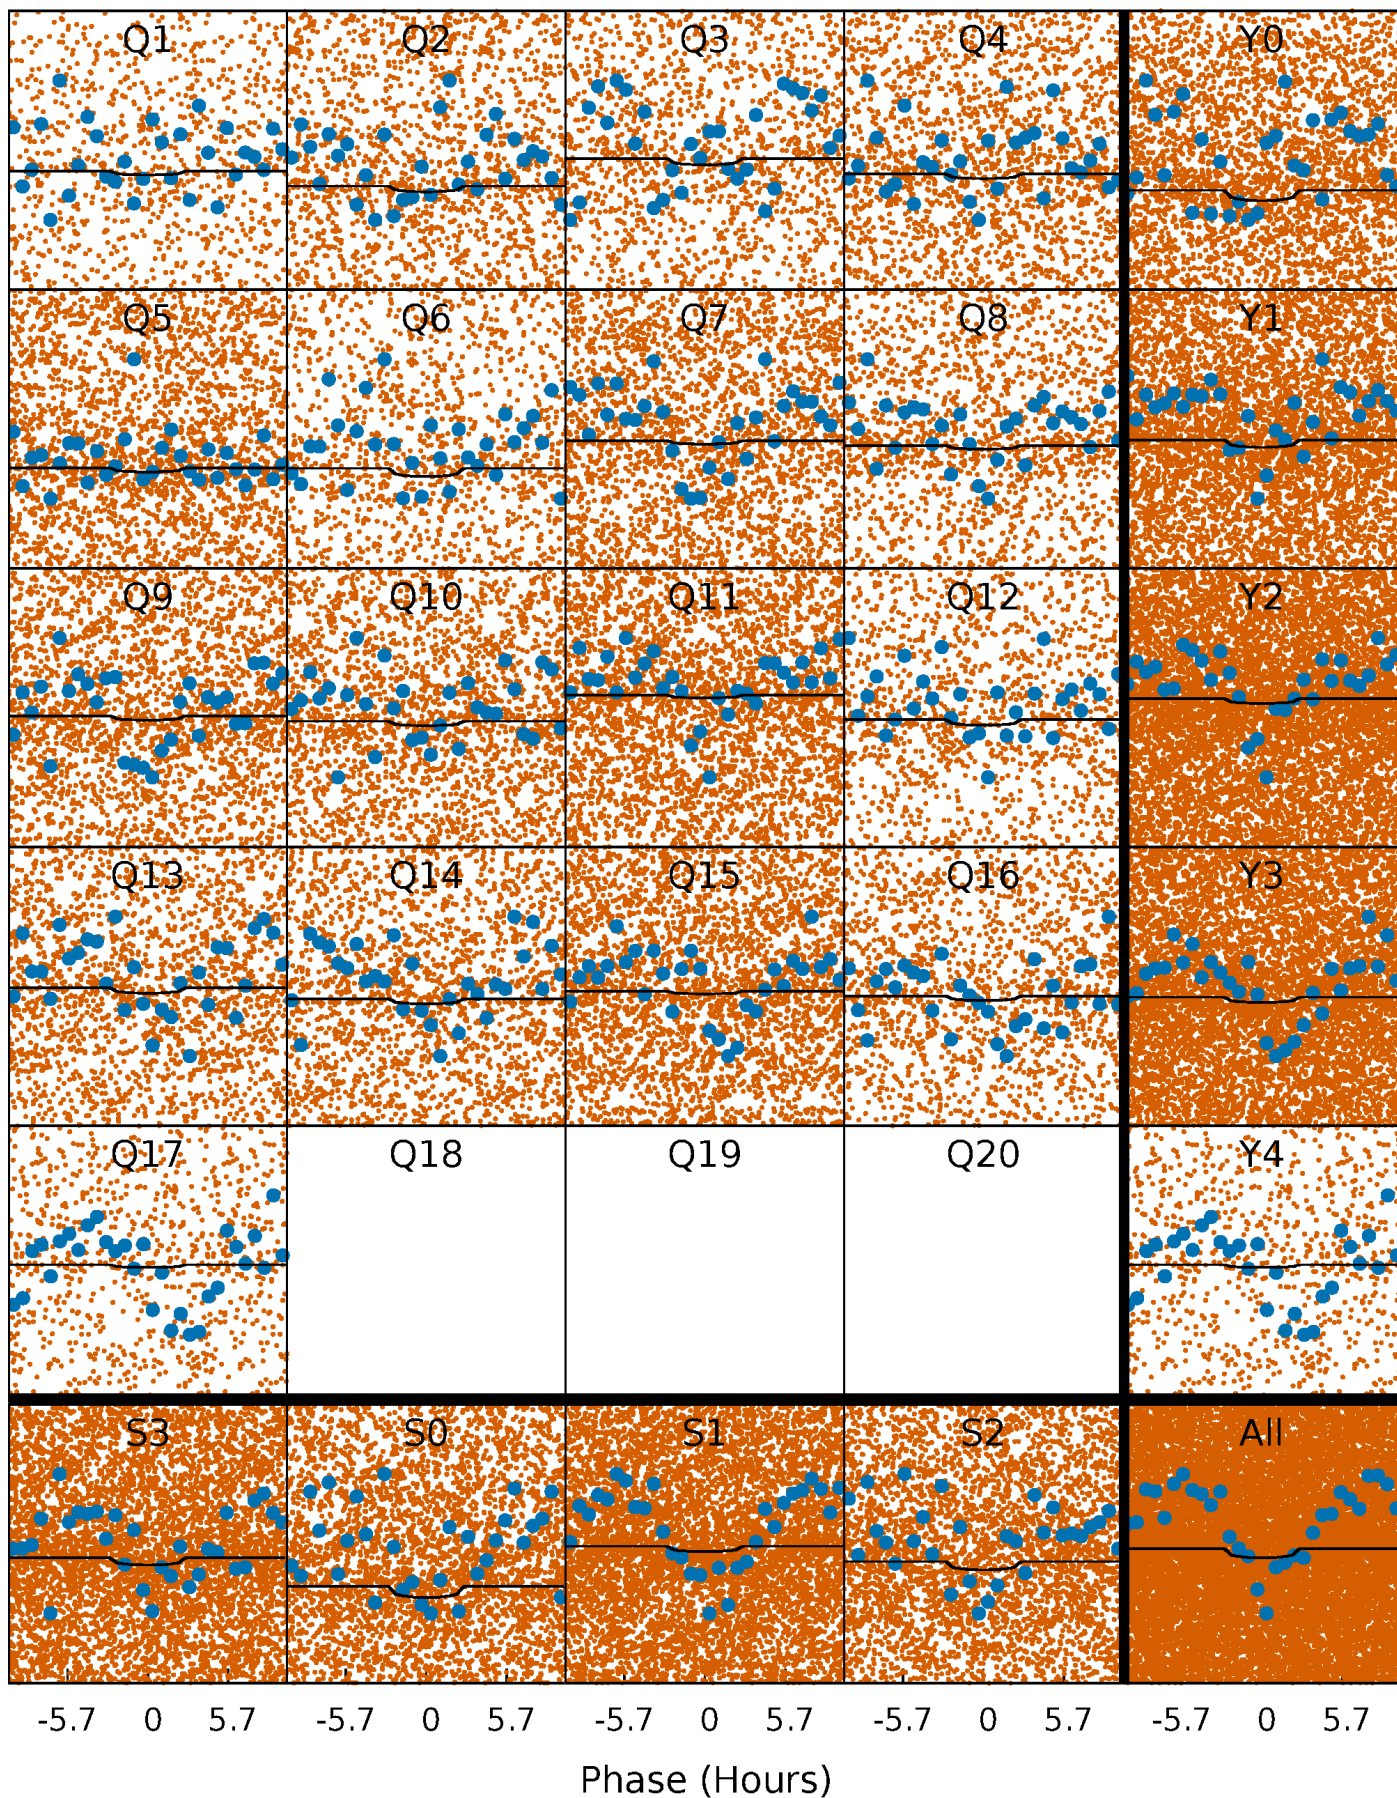 Q1 Q2 Q3 Q4 Y0
Q5 Q6 Q7 Q8 Y1
Q9 Q10 Q11 Q12 Y2
Q13 Q14 Q15 Q16 Y3
Q17 Q18 Q19 Q20 Y4
S3 S0 S1 S2 All
-5.7 0 5.7 -5.7 0 5.7 -5.7 0 5.7 -5.7 0 5.7 -5.7 0 5.7
Phase (Hours)